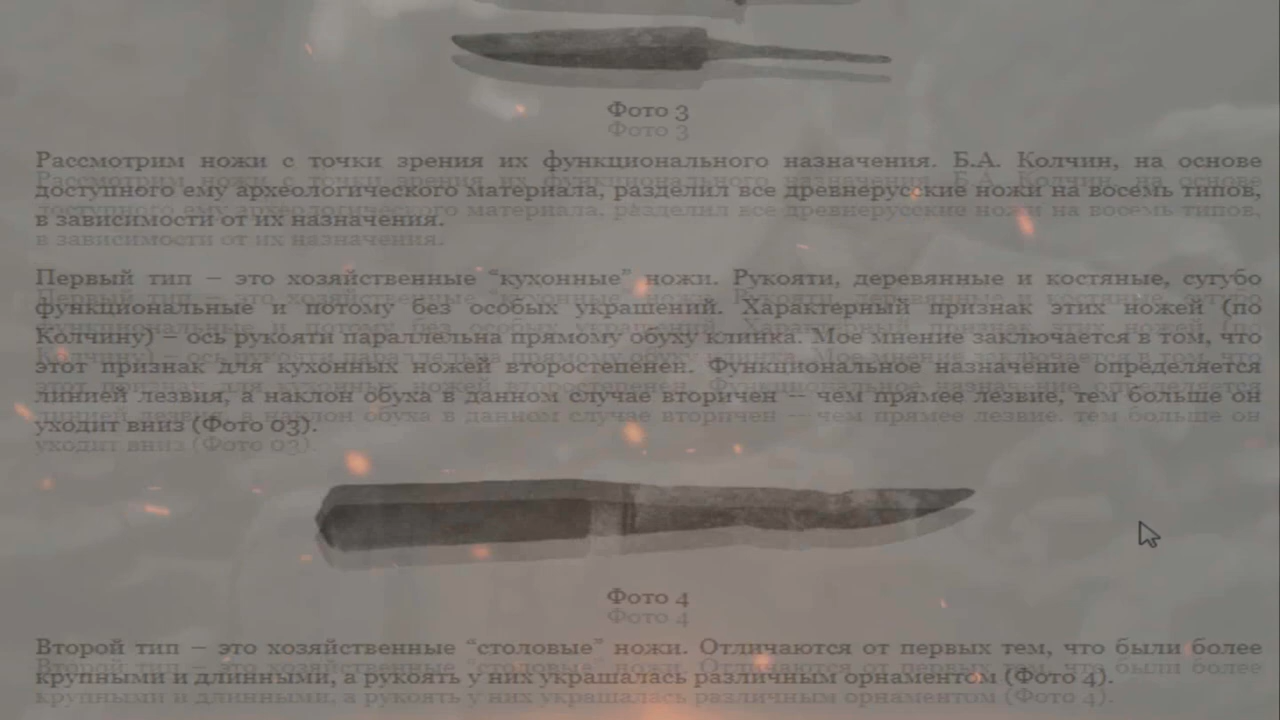 Фото 3
Рассмотрим ножи с точки зрения их функционального назначения. Б.А. Колчин, на основе
доступного ему археологического материала, разделил все древнерусские ножи на восемь типов,
в зависимости от их назначения.
Первый тип – это хозяйственные “кухонные” ножи. Рукояти, деревянные и костяные, сугубо
функциональные и потому без особых украшений. Характерный признак этих ножей (по
Колчину) – ось рукояти параллельна прямому обуху клинка. Мое мнение заключается в том, что
этот признак для кухонных ножей второстепенен. Функциональное назначение определяется
линией лезвия, а наклон обуха в данном случае вторичен -- чем прямее лезвие, тем больше он
уходит вниз (Фото 03).
Фото 4
Второй тип – это хозяйственные “столовые” ножи. Отличаются от первых тем, что были более
крупными и длинными, а рукоять у них украшалась различным орнаментом (Фото 4).